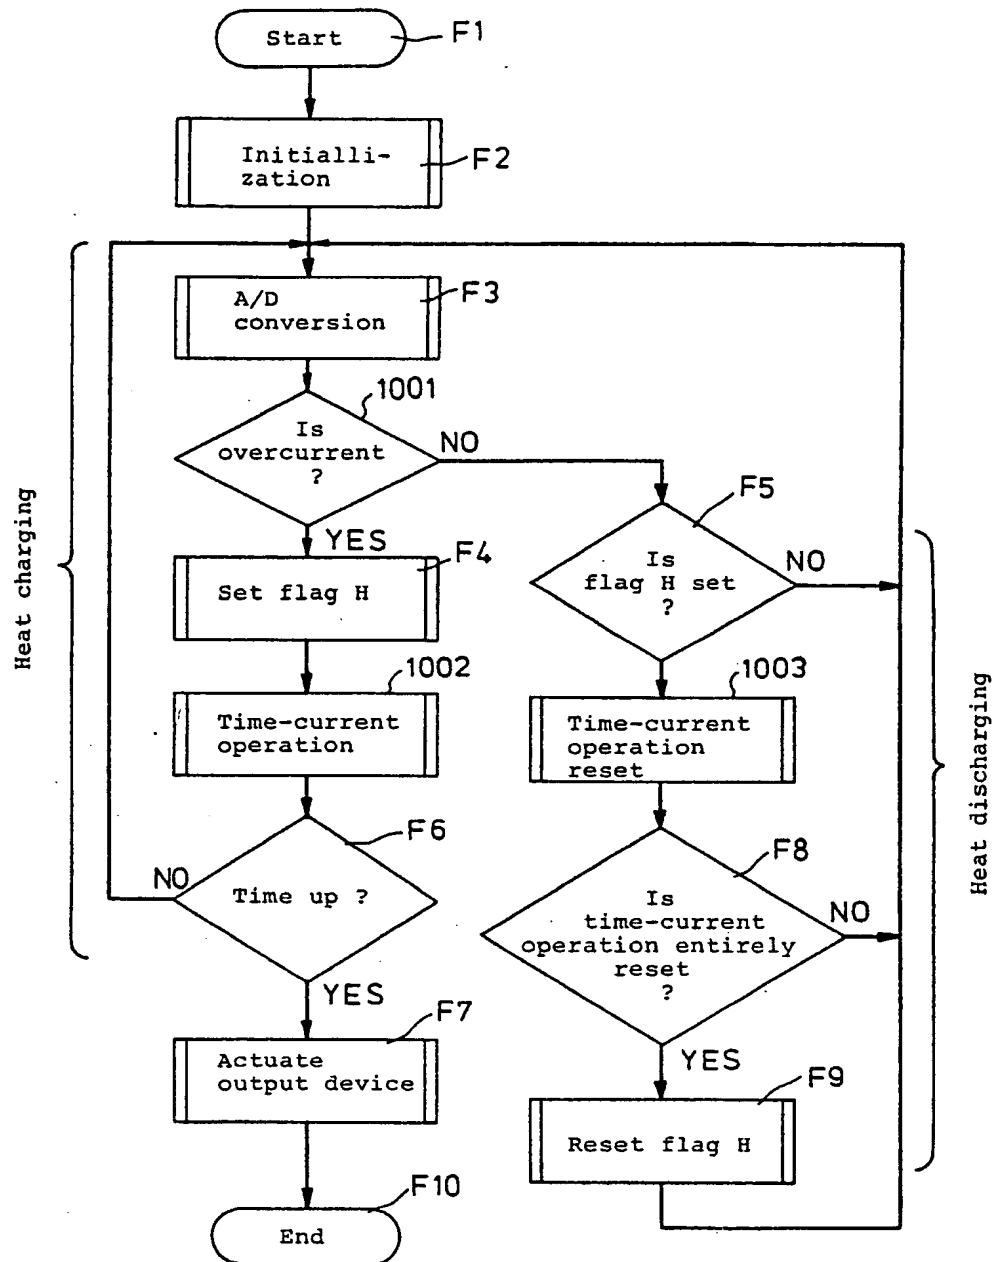 Start
F1
Initialli-
zation
F2
A/D
conversion
F3
1001
Is
overcurrent
?
NO
YES
F5
Is
flag H set
?
NO
Set flag H
F4
Heat charging
1002
Time-current
operation
1003
Time-current
operation
reset
Heat discharging
F6
Time up ?
NO
YES
F8
Is
time-current
operation entirely
reset
?
NO
YES
F7
Actuate
output device
F9
Reset flag H
F10
End